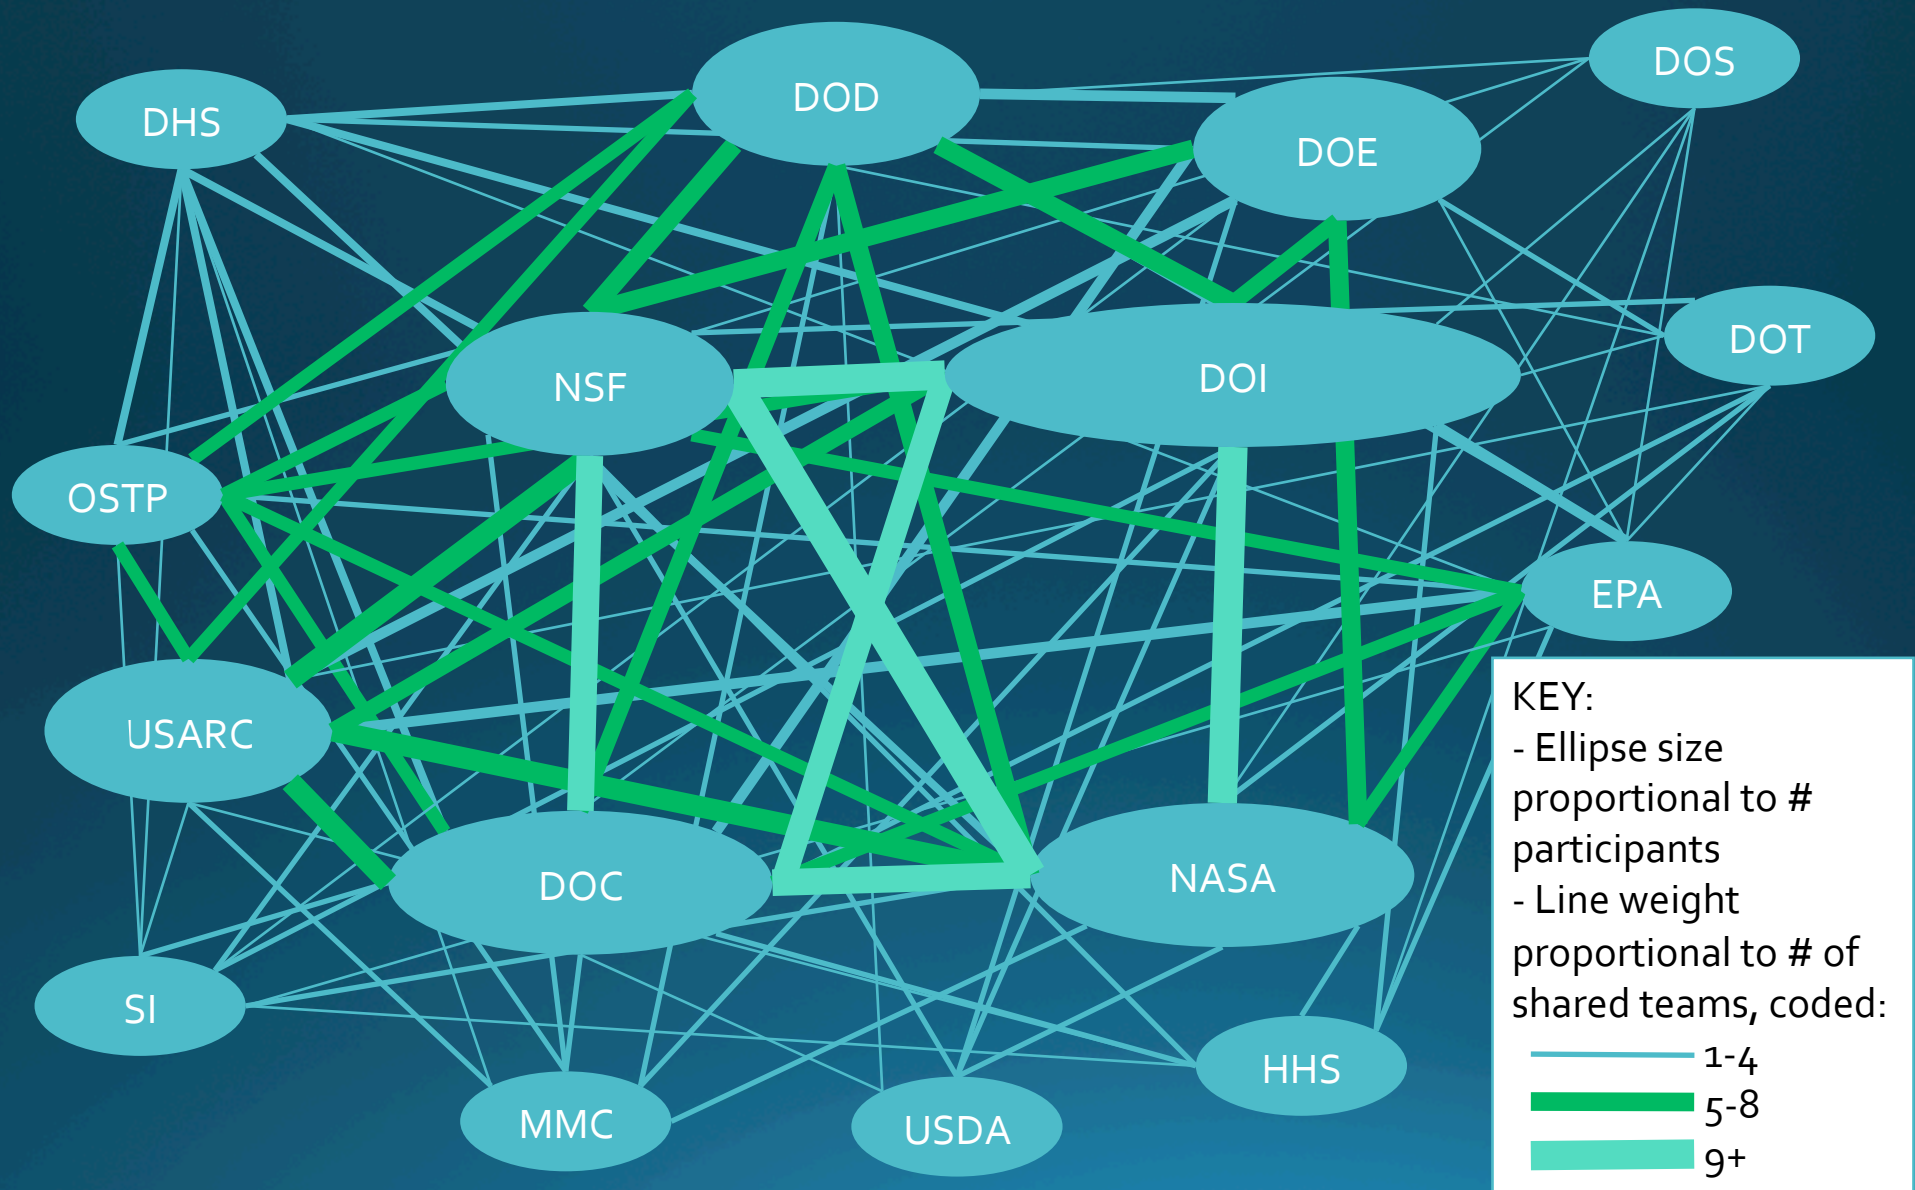 DOS
DOD
DHS
DOE
DOT
NSF
DOI
OSTP
EPA
USARC
DOC
NASA
SI
HHS
MMC
USDA
KEY:
- Ellipse size
proportional to #
participants
- Line weight
proportional to # of
shared teams, coded:
1-4
5-8
9+